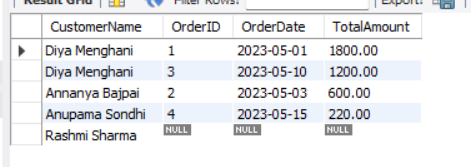 Result Grid Filter Rows: Export:
CustomerName OrderID OrderDate TotalAmount
Diya Menghani 1 2023-05-01 1800.00
Diya Menghani 3 2023-05-10 1200.00
Annanya Bajpai 2 2023-05-03 600.00
Anupama Sondhi 4 2023-05-15 220.00
Rashmi Sharma NULL NULL NULL